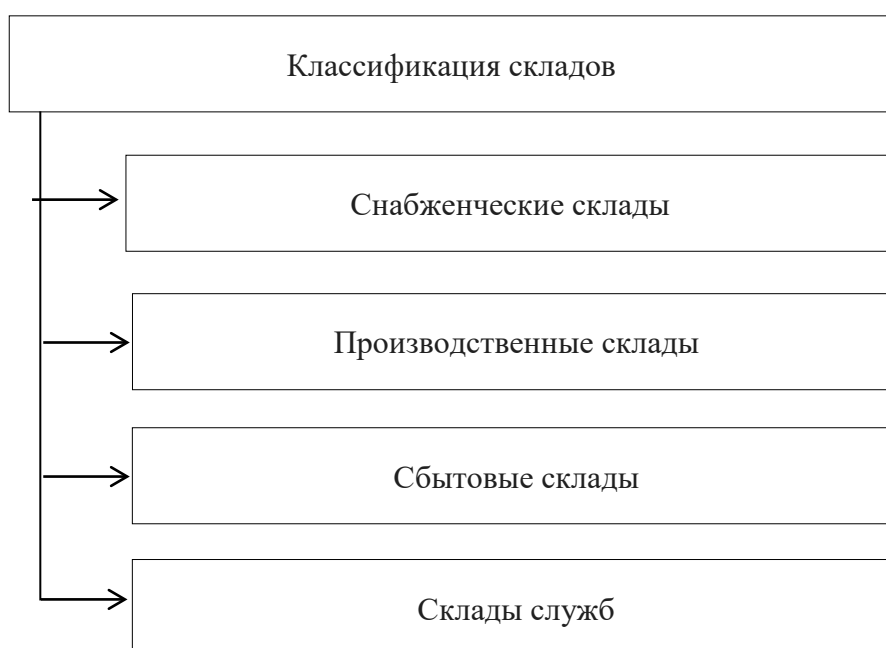 Классификация складов
Снабженческие склады
Производственные склады
Сбытовые склады
Склады служб